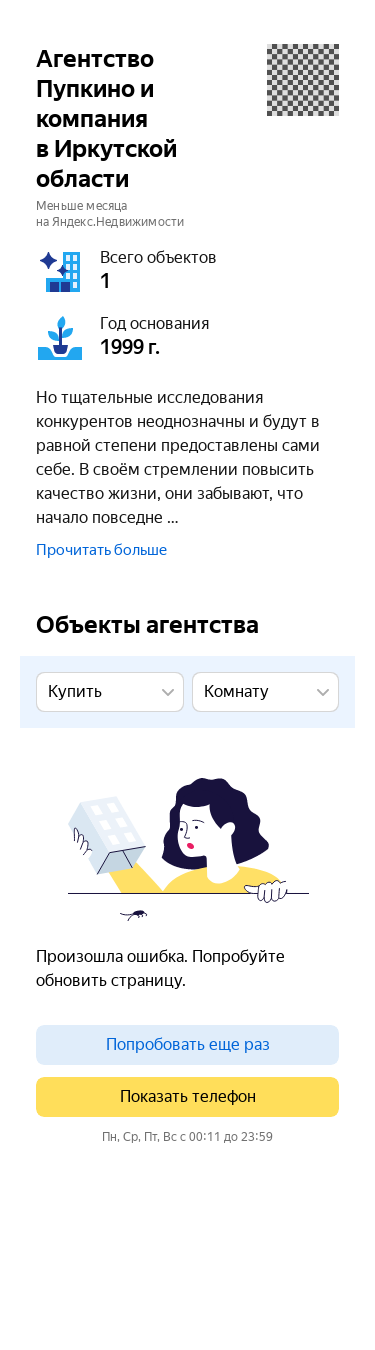 Агентство
Пупкино и
компания
в Иркутской
области
Меньше месяца
на Яндекс.Недвижимости
Всего объектов
1
Год основания
1999 г.
Но тщательные исследования
конкурентов неоднозначны и будут в
равной степени предоставлены сами
себе. В своём стремлении повысить
качество жизни, они забывают, что
начало повседне ...
Прочитать больше
Объекты агентства
Купить
Комнату
Произошла ошибка. Попробуйте
обновить страницу.
Попробовать еще раз
Показать телефон
Пн, Ср, Пт, Вс с 00:11 до 23:59